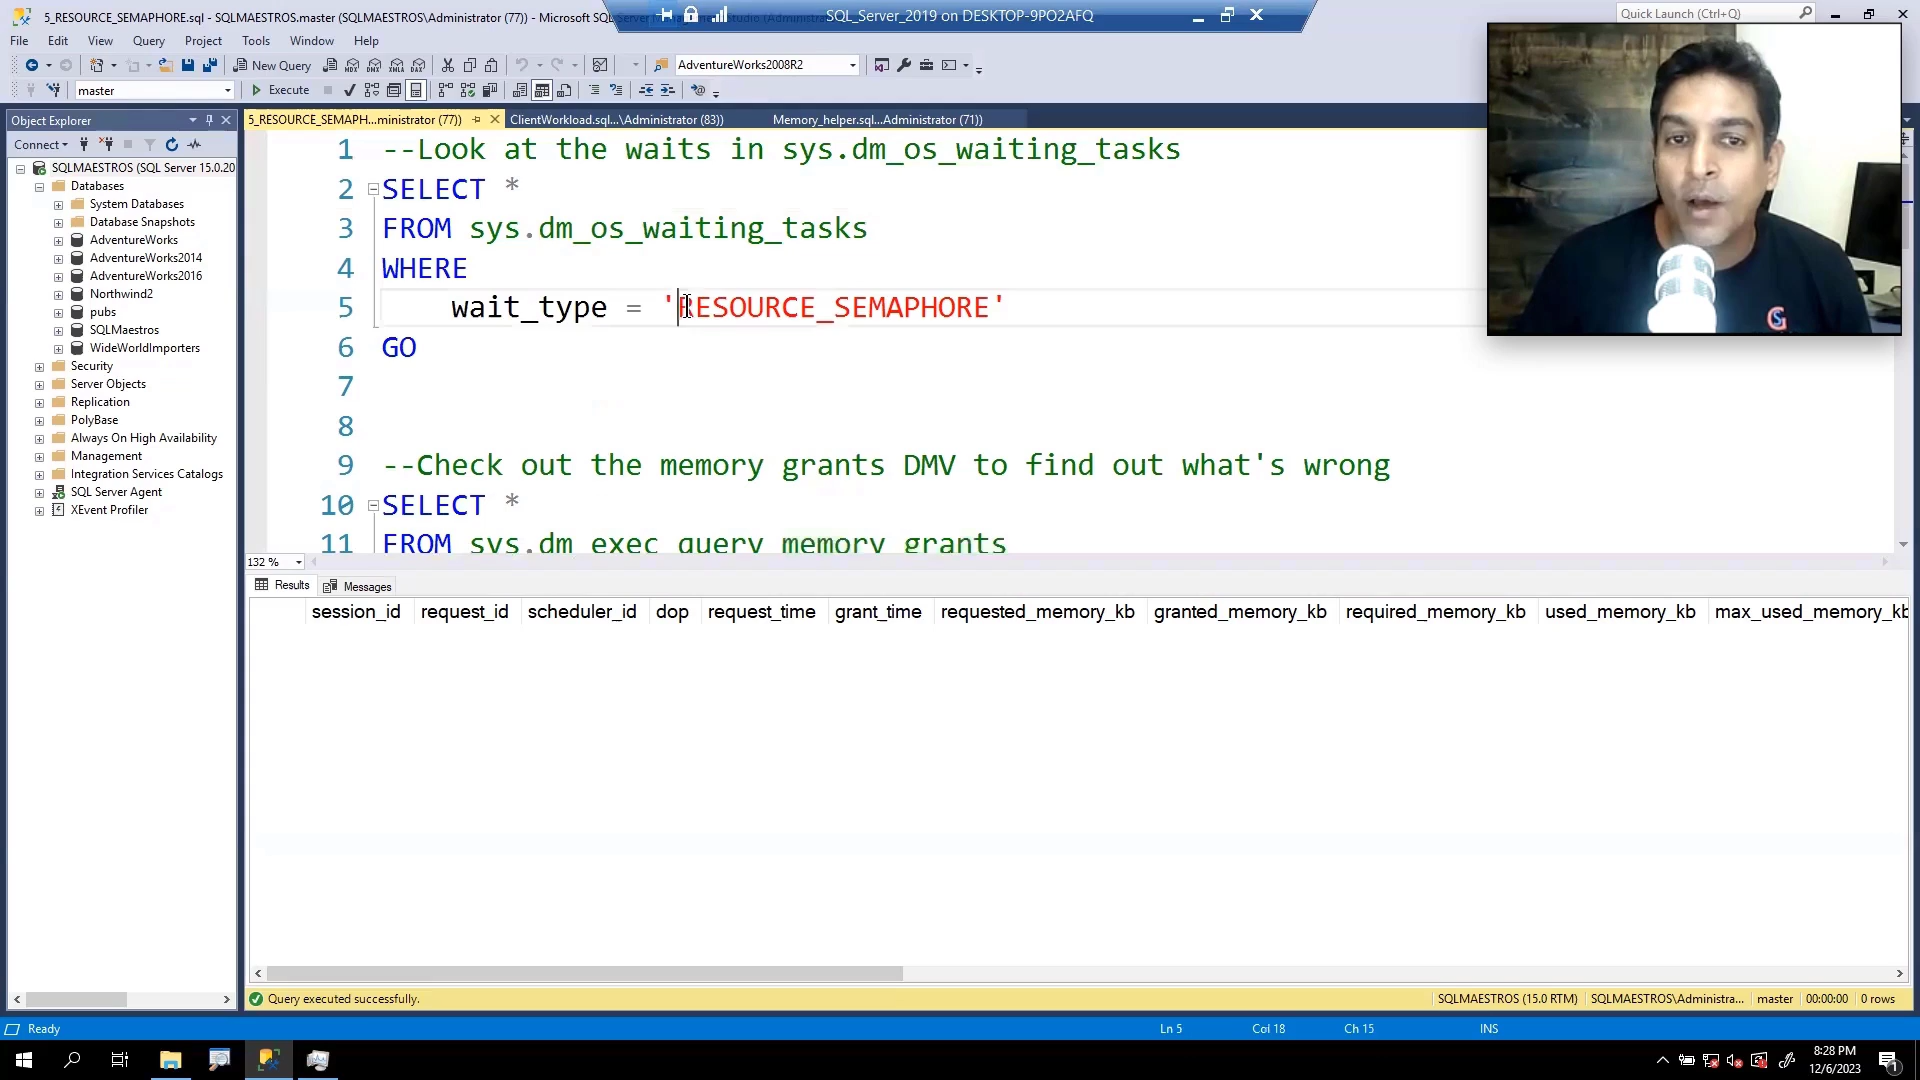 5_RESOURCE_SEMAPHORE.sql - SQLMAESTROS.master (SQLMAESTROS\Administrator (77)) - Microsoft SQL Server
SQL_Server_2019 on DESKTOP-9PO2AFQ
Quick Launch (Ctrl+Q)
File Edit View Query Project Tools Window Help
New Query
AdventureWorks2008R2
master
Execute
Object Explorer
5_RESOURCE_SEMAPH...ministrator (77))
ClientWorkload.sql...\Administrator (83))
Memory_helper.sql...Administrator (71))
Connect
SQLMAESTROS (SQL Server 15.0.20
Databases
System Databases
Database Snapshots
AdventureWorks
AdventureWorks2014
AdventureWorks2016
Northwind2
pubs
SQLMaestros
WideWorldImporters
Security
Server Objects
Replication
PolyBase
Always On High Availability
Management
Integration Services Catalogs
SQL Server Agent
XEvent Profiler
1 --Look at the waits in sys.dm_os_waiting_tasks
2 SELECT *
3 FROM sys.dm_os_waiting_tasks
4 WHERE
5 wait_type = 'RESOURCE_SEMAPHORE'
6 GO
7
8
9 --Check out the memory grants DMV to find out what's wrong
10 SELECT *
11 FROM sys.dm_exec_query_memory_grants
132 %
Results Messages
session_id request_id scheduler_id dop request_time grant_time requested_memory_kb granted_memory_kb required_memory_kb used_memory_kb max_used_memory_kb
Query executed successfully.
SQLMAESTROS (15.0 RTM) SQLMAESTROS\Administra... master 00:00:00 0 rows
Ready
Ln 5 Col 18 Ch 15 INS
8:28 PM
12/6/2023
1